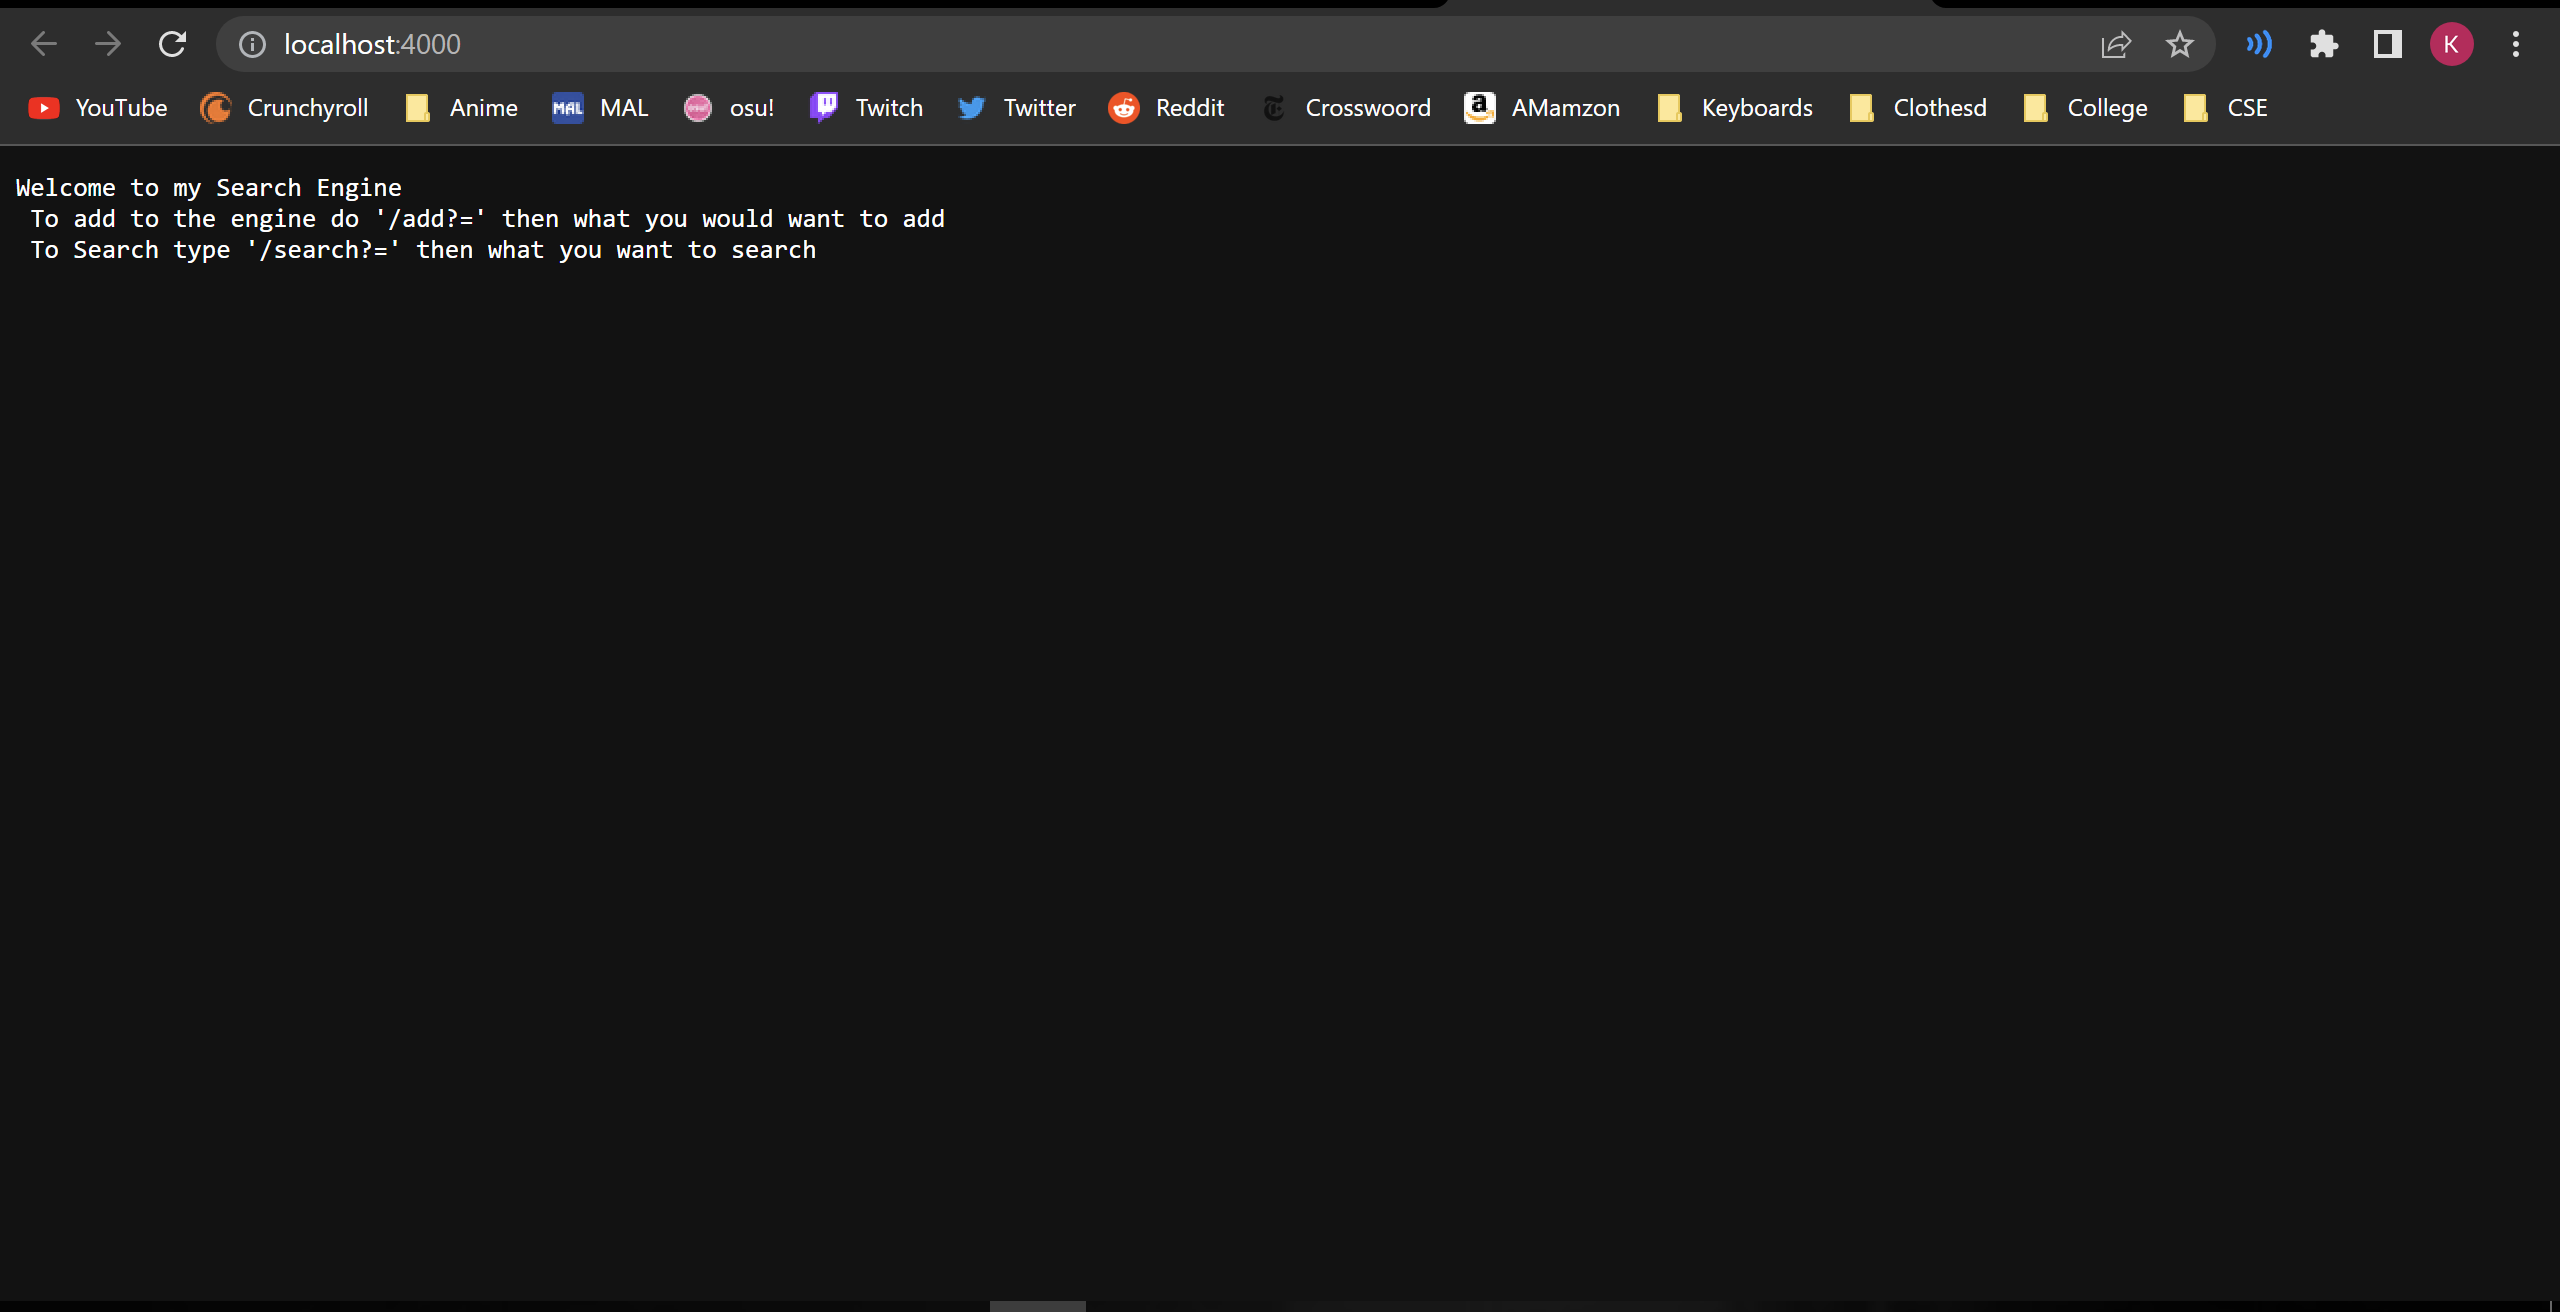 localhost:4000
K
YouTube Crunchyroll Anime MAL MAL osu! osu! Twitch Twitter Reddit Crosswoord a AMamzon Keyboards Clothesd College CSE
Welcome to my Search Engine
To add to the engine do '/add?=' then what you would want to add
To Search type '/search?=' then what you want to search